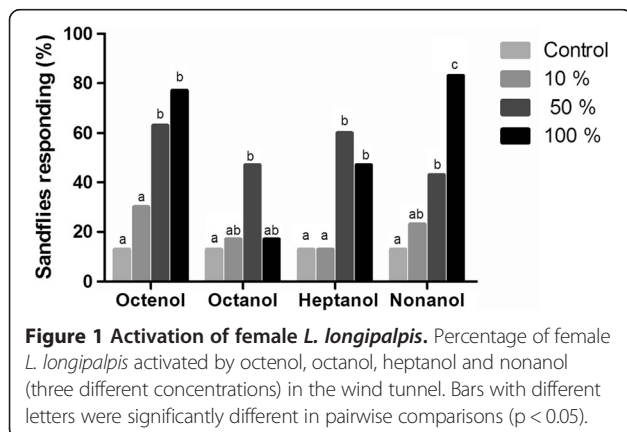 Sandflies responding (%)
100
80
60
40
20
0
a
a
b
b
a
ab
b
ab
a
a
b
b
a
ab
b
c
Octenol
Octanol
Heptanol
Nonanol
Control
10 %
50 %
100 %
Figure 1 Activation of female L. longipalpis. Percentage of female
L. longipalpis activated by octenol, octanol, heptanol and nonanol
(three different concentrations) in the wind tunnel. Bars with different
letters were significantly different in pairwise comparisons (p < 0.05).